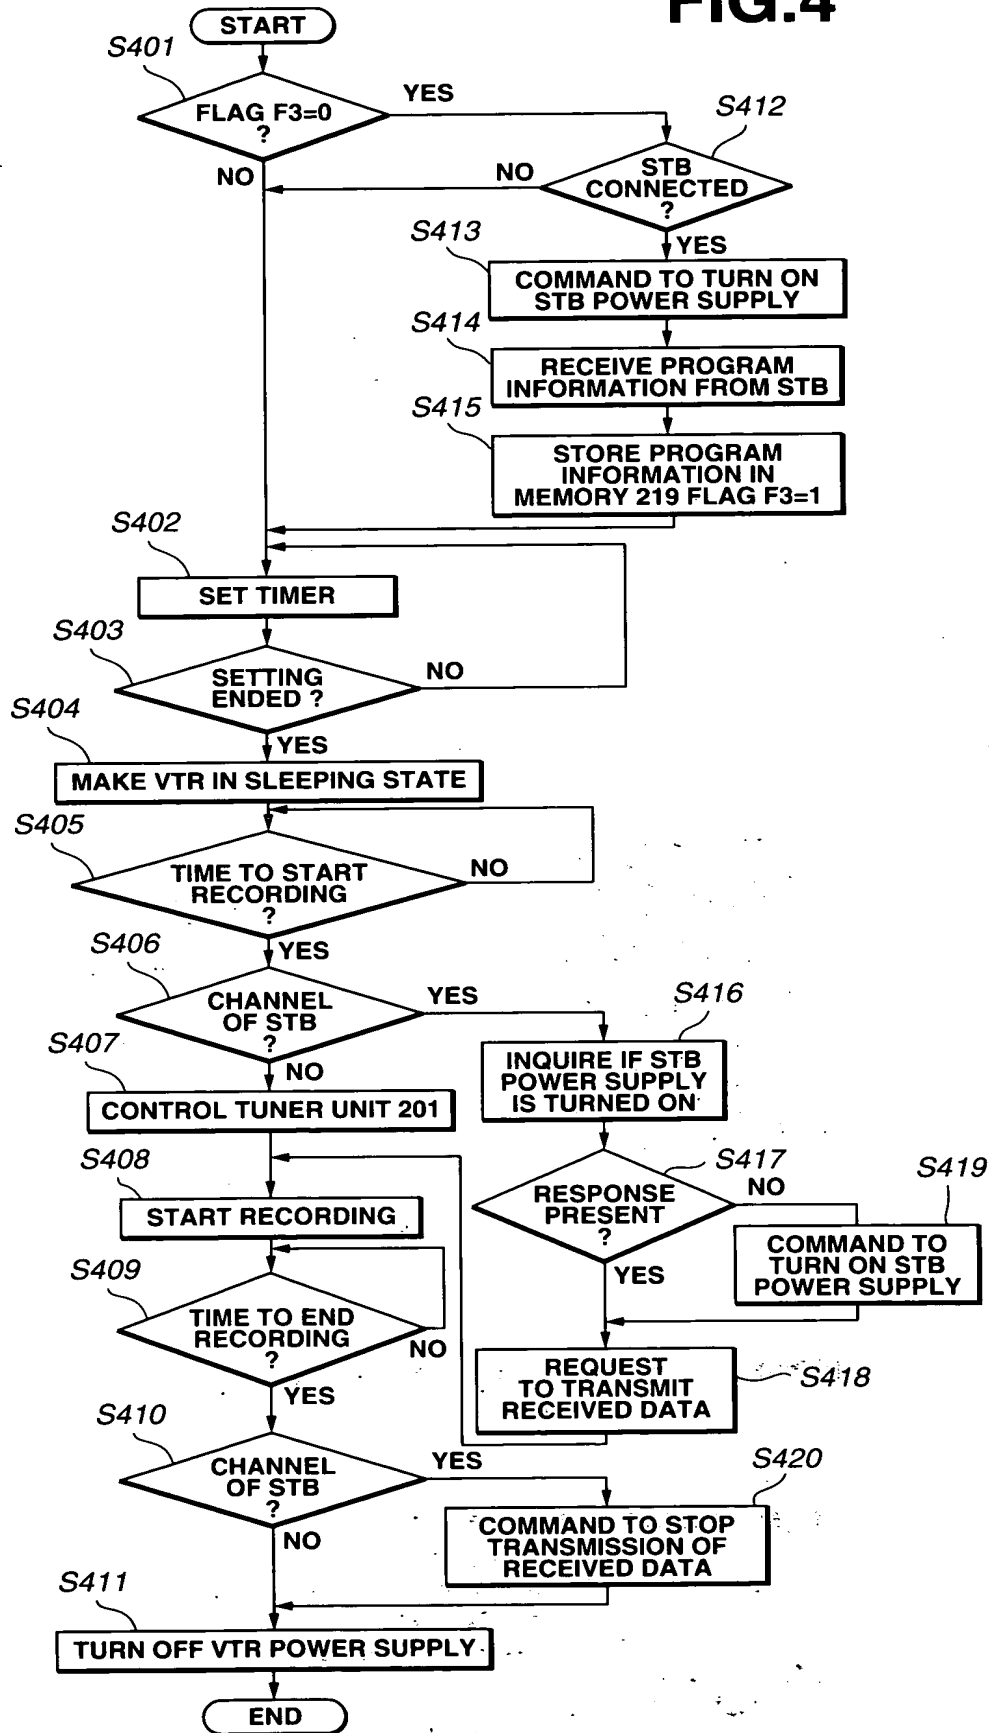 FIG.4
START
S401
FLAG F3=0
?
YES
NO
S412
STB
CONNECTED
?
NO
YES
S413
COMMAND TO TURN ON
STB POWER SUPPLY
S414
RECEIVE PROGRAM
INFORMATION FROM STB
S415
STORE PROGRAM
INFORMATION IN
MEMORY 219 FLAG F3=1
S402
SET TIMER
S403
SETTING
ENDED ?
NO
YES
S404
MAKE VTR IN SLEEPING STATE
S405
TIME TO START
RECORDING
?
NO
YES
S406
CHANNEL
OF STB
?
YES
NO
S407
CONTROL TUNER UNIT 201
S416
INQUIRE IF STB
POWER SUPPLY
IS TURNED ON
S417
RESPONSE
PRESENT
?
NO
YES
S419
COMMAND TO
TURN ON STB
POWER SUPPLY
S418
REQUEST
TO TRANSMIT
RECEIVED DATA
S408
START RECORDING
S409
TIME TO END
RECORDING
?
NO
YES
S410
CHANNEL
OF STB
?
YES
NO
S420
COMMAND TO STOP
TRANSMISSION OF
RECEIVED DATA
S411
TURN OFF VTR POWER SUPPLY
END